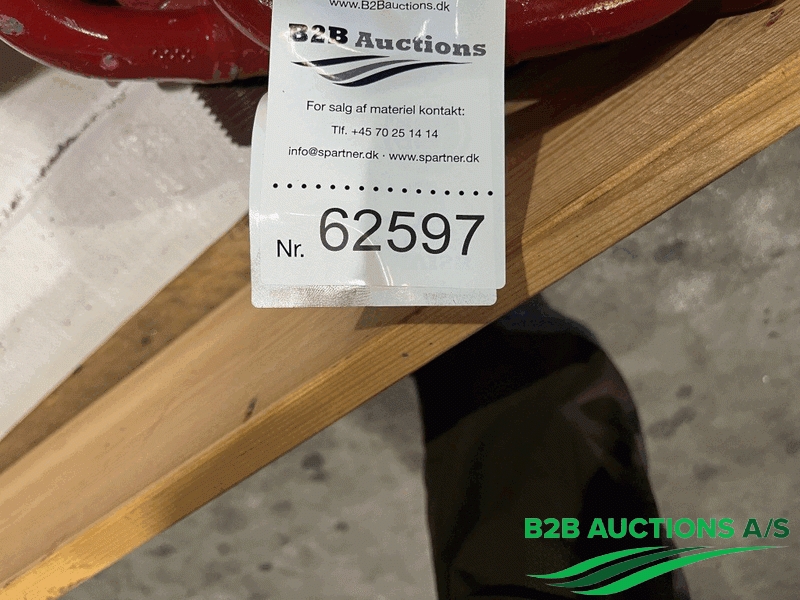 www.B2Bauctions.dk
B2B Auctions
For salg af materiel kontakt:
Tlf. +45 70 25 14 14
info@spartner.dk · www.spartner.dk
Nr. 62597
B2B AUCTIONS A/S